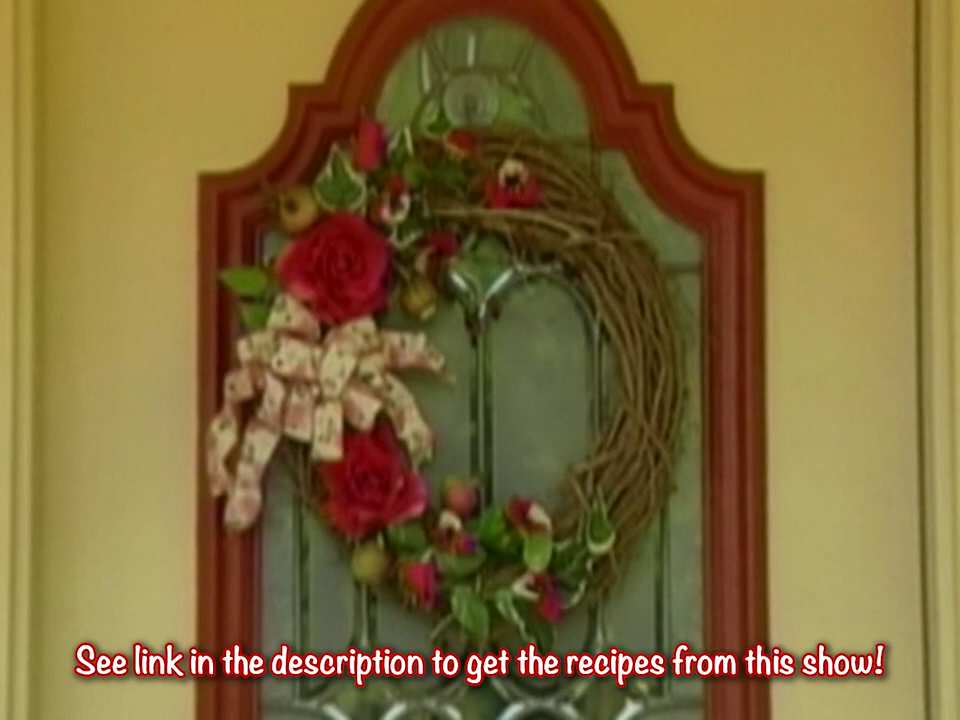 See link in the description to get the recipes from this show!